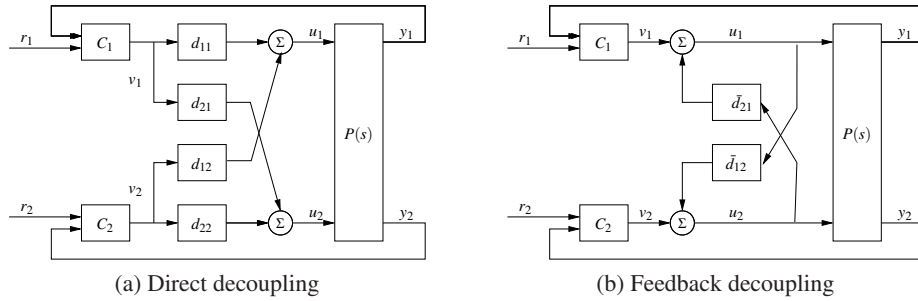 r₁
C₁
v₁
d₁₁
d₂₁
d₁₂
d₂₂
Σ
u₁
P(s)
y₁
r₂
C₂
v₂
Σ
u₂
y₂
(a) Direct decoupling
r₁
C₁
v₁
Σ
u₁
d̄₂₁
d̄₁₂
P(s)
y₁
r₂
C₂
v₂
Σ
u₂
y₂
(b) Feedback decoupling